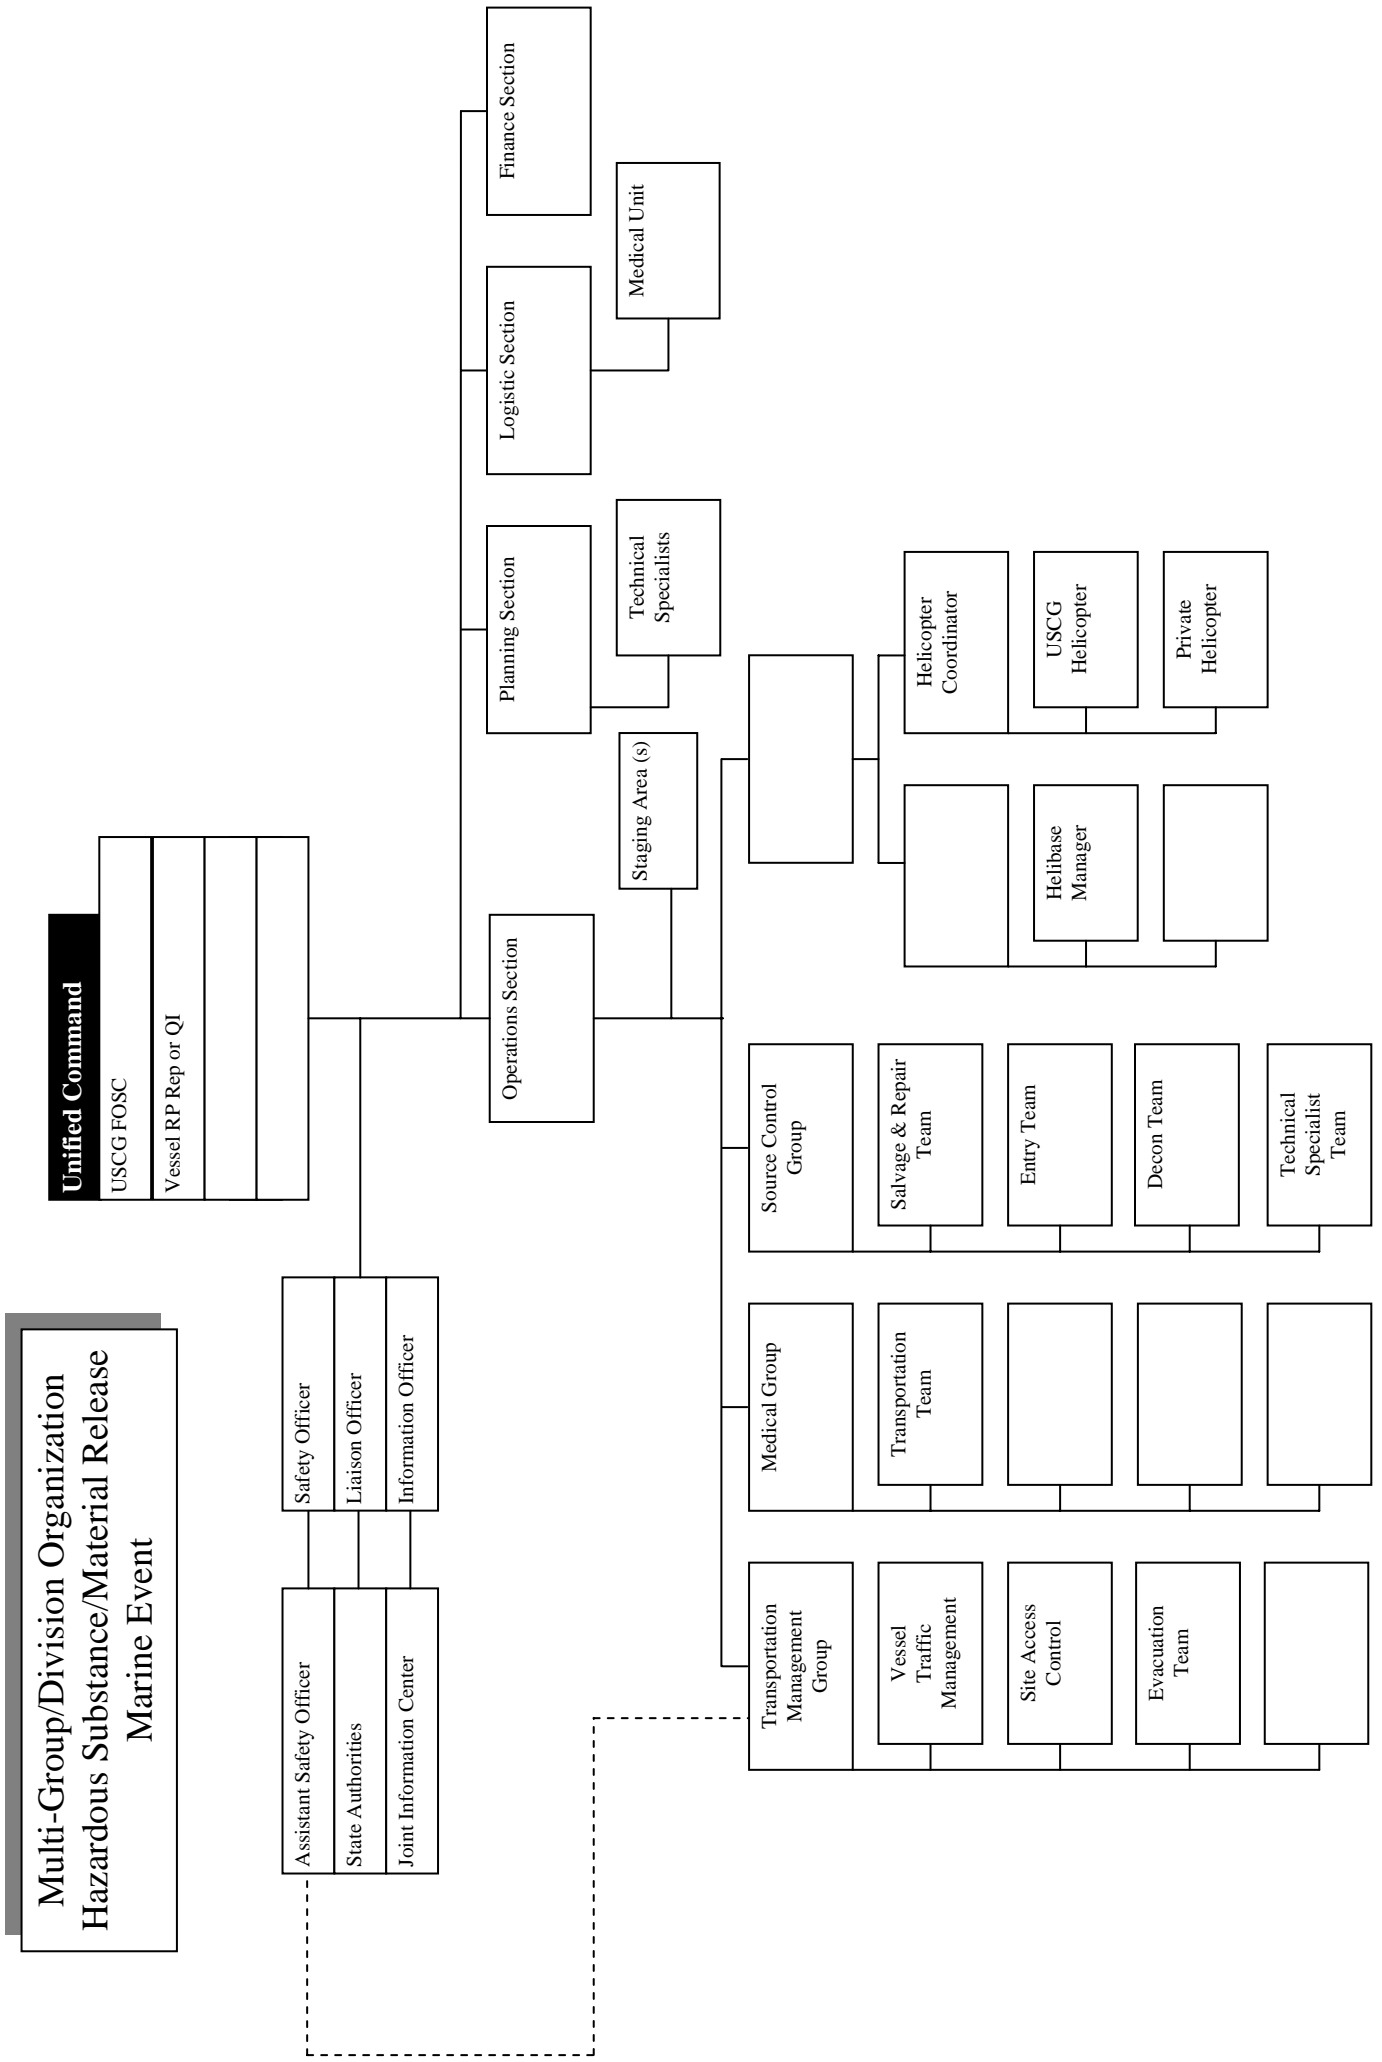 Multi-Group/Division Organization
Hazardous Substance/Material Release
Marine Event
Unified Command
USCG FOSC
Vessel RP Rep or QI
Assistant Safety Officer
State Authorities
Joint Information Center
Safety Officer
Liaison Officer
Information Officer
Operations Section
Planning Section
Logistic Section
Finance Section
Staging Area (s)
Technical
Specialists
Medical Unit
Transportation
Management
Group
Vessel
Traffic
Management
Site Access
Control
Evacuation
Team
Medical Group
Transportation
Team
Source Control
Group
Salvage & Repair
Team
Entry Team
Decon Team
Technical
Specialist
Team
Helibase
Manager
Helicopter
Coordinator
USCG
Helicopter
Private
Helicopter